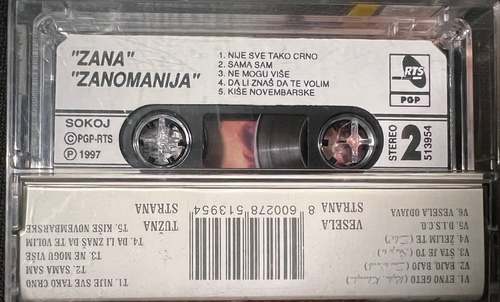 "ZANA"
"ZANOMANIJA"
1. NIJE SVE TAKO CRNO
2. SAMA SAM
3. NE MOGU VIŠE
4. DA LI ZNAŠ DA TE VOLIM
5. KIŠE NOVEMBARSKE
RTS
PGP
SOKOJ
Ⓒ PGP-RTS
Ⓟ 1997
STEREO 2
513954
V1. ETNO GETO
V2. BAJO, BAJO
V3. ŠTA JE TO
V4. ŽELIM TE
V5. D.I.S.C.O.
V6. VESELA ODJAVA
VESELA
STRANA
TUŽNA
STRANA
8 600278 513954
T1. NIJE SVE TAKO CRNO
T2. SAMA SAM
T3. NE MOGU VIŠE
T4. DA LI ZNAŠ DA TE VOLIM
T5. KIŠE NOVEMBARSKE